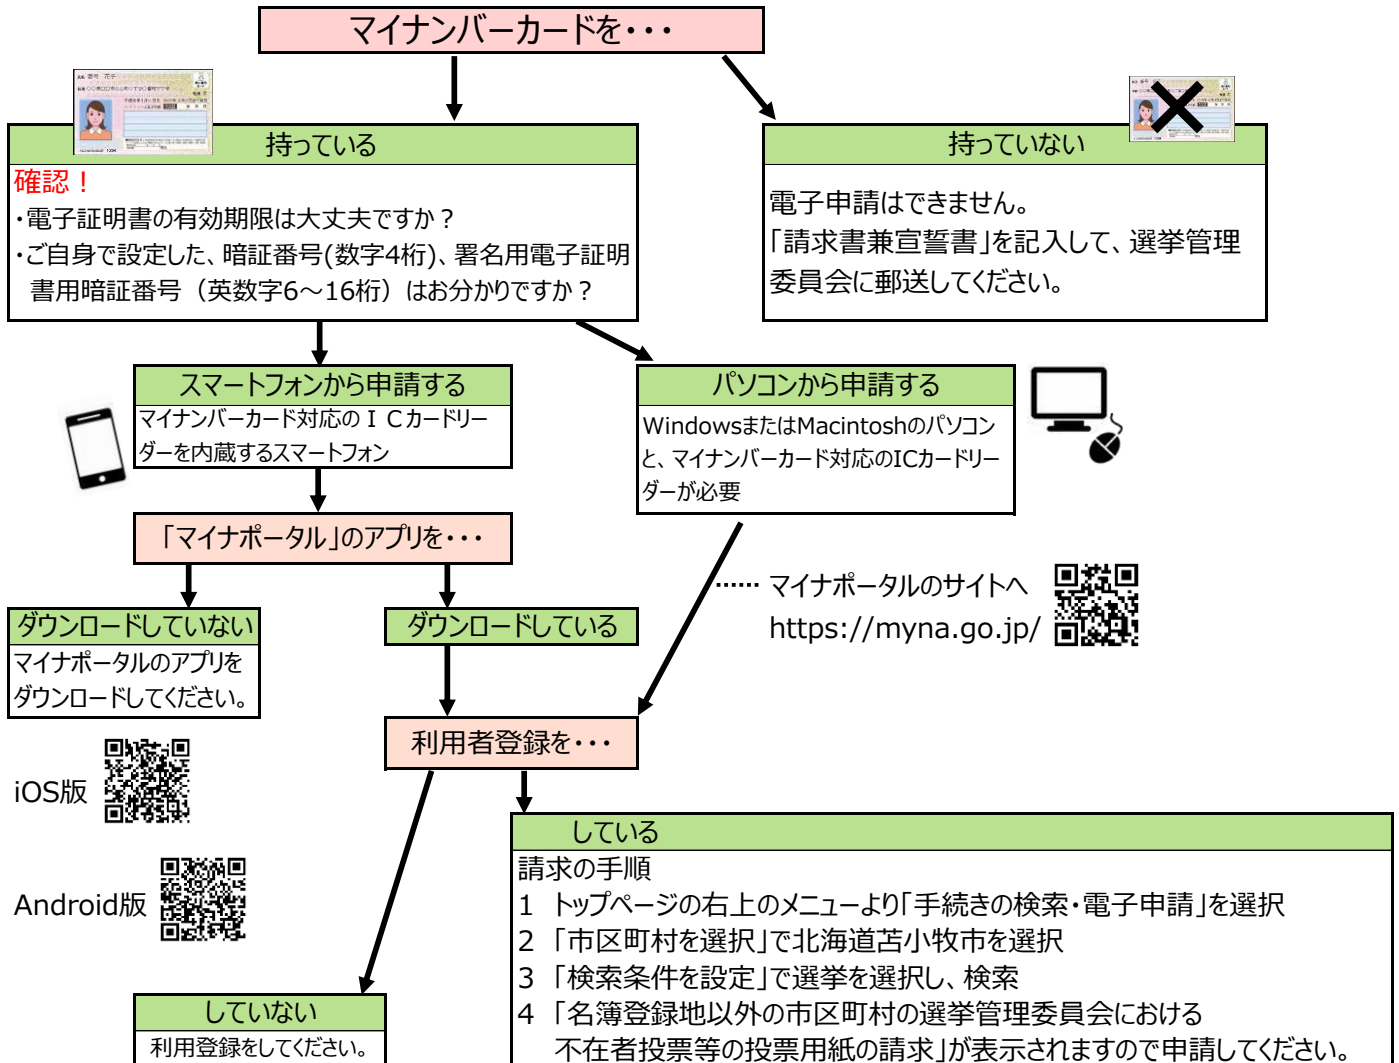 マイナンバーカードを・・・
持っている
確認！
・電子証明書の有効期限は大丈夫ですか？
・ご自身で設定した、暗証番号(数字4桁)、署名用電子証明
書用暗証番号（英数字6～16桁）はお分かりですか？
持っていない
電子申請はできません。
「請求書兼宣誓書」を記入して、選挙管理
委員会に郵送してください。
スマートフォンから申請する
マイナンバーカード対応のＩＣカードリー
ダーを内蔵するスマートフォン
パソコンから申請する
WindowsまたはMacintoshのパソコン
と、マイナンバーカード対応のICカードリー
ダーが必要
「マイナポータル」のアプリを・・・
…… マイナポータルのサイトへ
https://myna.go.jp/
ダウンロードしていない
マイナポータルのアプリを
ダウンロードしてください。
ダウンロードしている
利用者登録を・・・
iOS版
Android版
していない
利用登録をしてください。
している
請求の手順
1 トップページの右上のメニューより「手続きの検索・電子申請」を選択
2 「市区町村を選択」で北海道苫小牧市を選択
3 「検索条件を設定」で選挙を選択し、検索
4 「名簿登録地以外の市区町村の選挙管理委員会における
不在者投票等の投票用紙の請求」が表示されますので申請してください。